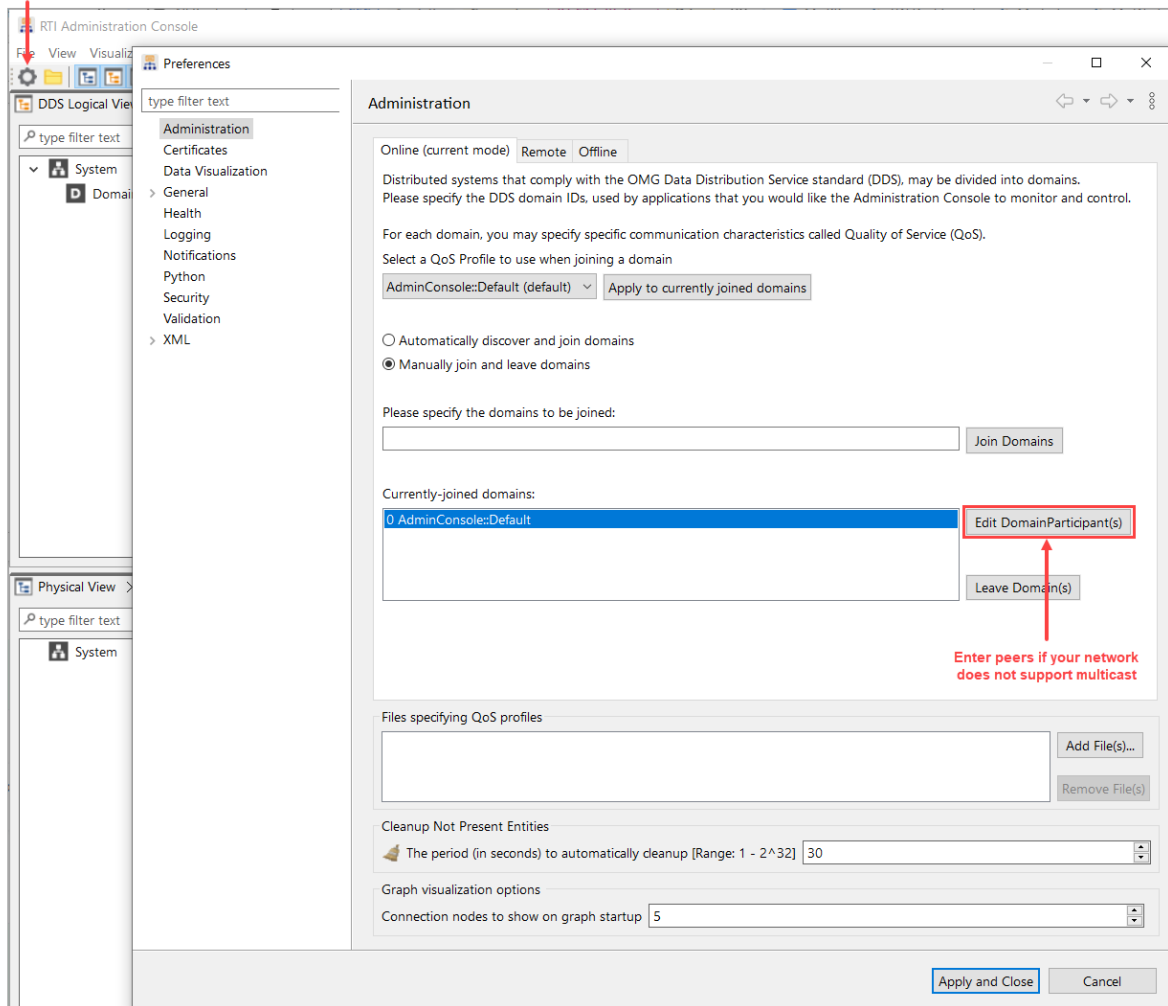 RTI Administration Console
File View Visualiz
DDS Logical Vie
type filter text
System
D Domai
Physical View
type filter text
System
Preferences
type filter text
Administration
Certificates
Data Visualization
General
Health
Logging
Notifications
Python
Security
Validation
XML
Administration
Online (current mode) Remote Offline
Distributed systems that comply with the OMG Data Distribution Service standard (DDS), may be divided into domains.
Please specify the DDS domain IDs, used by applications that you would like the Administration Console to monitor and control.
For each domain, you may specify specific communication characteristics called Quality of Service (QoS).
Select a QoS Profile to use when joining a domain
AdminConsole::Default (default) Apply to currently joined domains
Automatically discover and join domains
Manually join and leave domains
Please specify the domains to be joined:
Join Domains
Currently-joined domains:
0 AdminConsole::Default
Edit DomainParticipant(s)
Leave Domain(s)
Enter peers if your network
does not support multicast
Files specifying QoS profiles
Add File(s)...
Remove File(s)
Cleanup Not Present Entities
The period (in seconds) to automatically cleanup [Range: 1 - 2^32] 30
Graph visualization options
Connection nodes to show on graph startup 5
Apply and Close Cancel